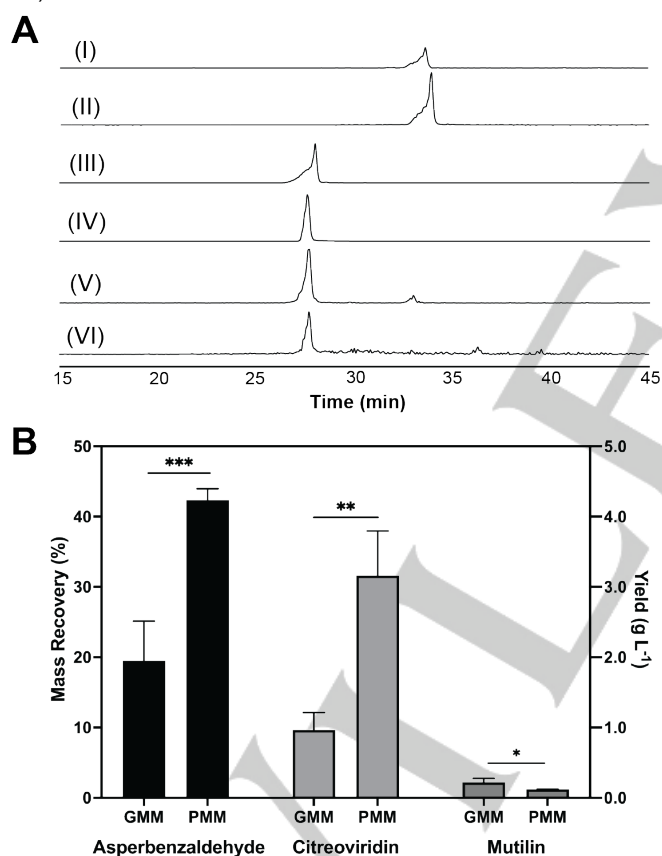 A
(I)
(II)
(III)
(IV)
(V)
(VI)
15 20 25 30 35 40 45
Time (min)
B
50 5.0
***
40 4.0
**
30 3.0
20 2.0
10 1.0
*
0 0.0
Mass Recovery (%)
Yield (g L-1)
GMM PMM GMM PMM GMM PMM
Asperbenzaldehyde Citreoviridin Mutilin